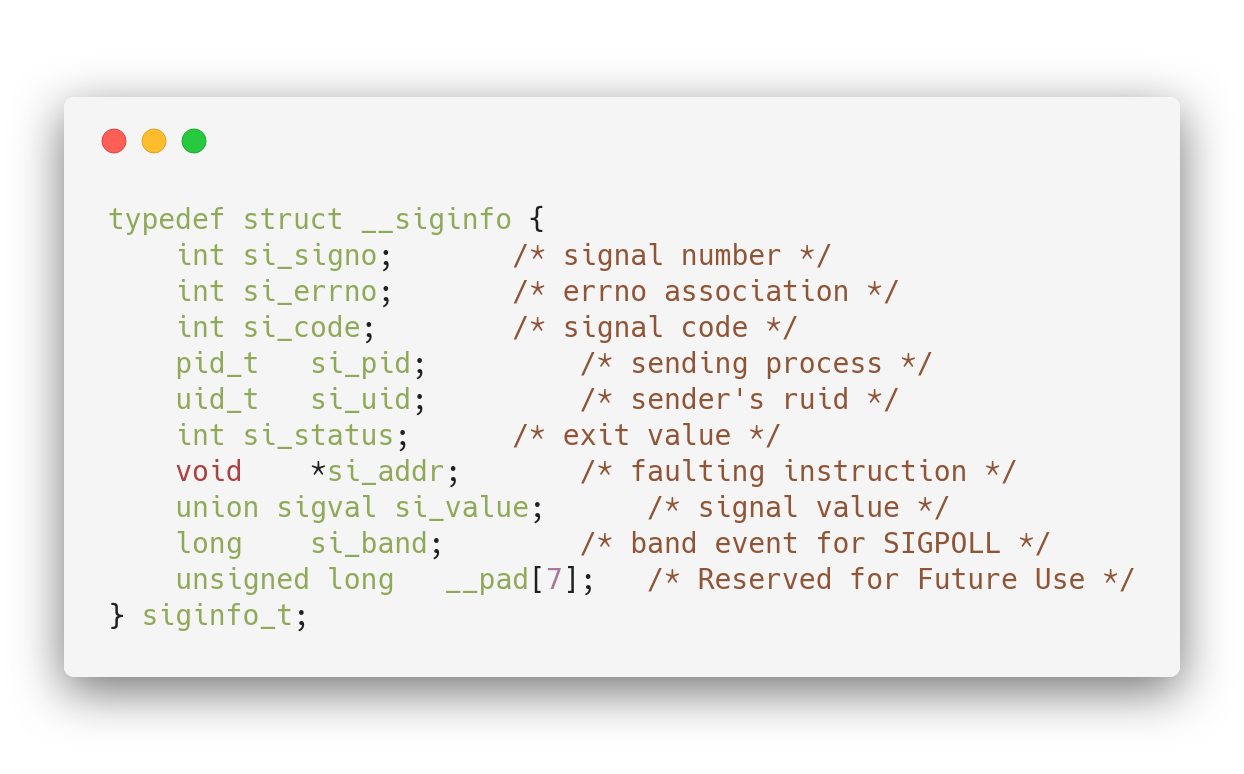 typedef struct __siginfo {
    int si_signo;       /* signal number */
    int si_errno;       /* errno association */
    int si_code;        /* signal code */
    pid_t   si_pid;         /* sending process */
    uid_t   si_uid;         /* sender's ruid */
    int si_status;      /* exit value */
    void    *si_addr;       /* faulting instruction */
    union sigval si_value;      /* signal value */
    long    si_band;        /* band event for SIGPOLL */
    unsigned long   __pad[7];   /* Reserved for Future Use */
} siginfo_t;